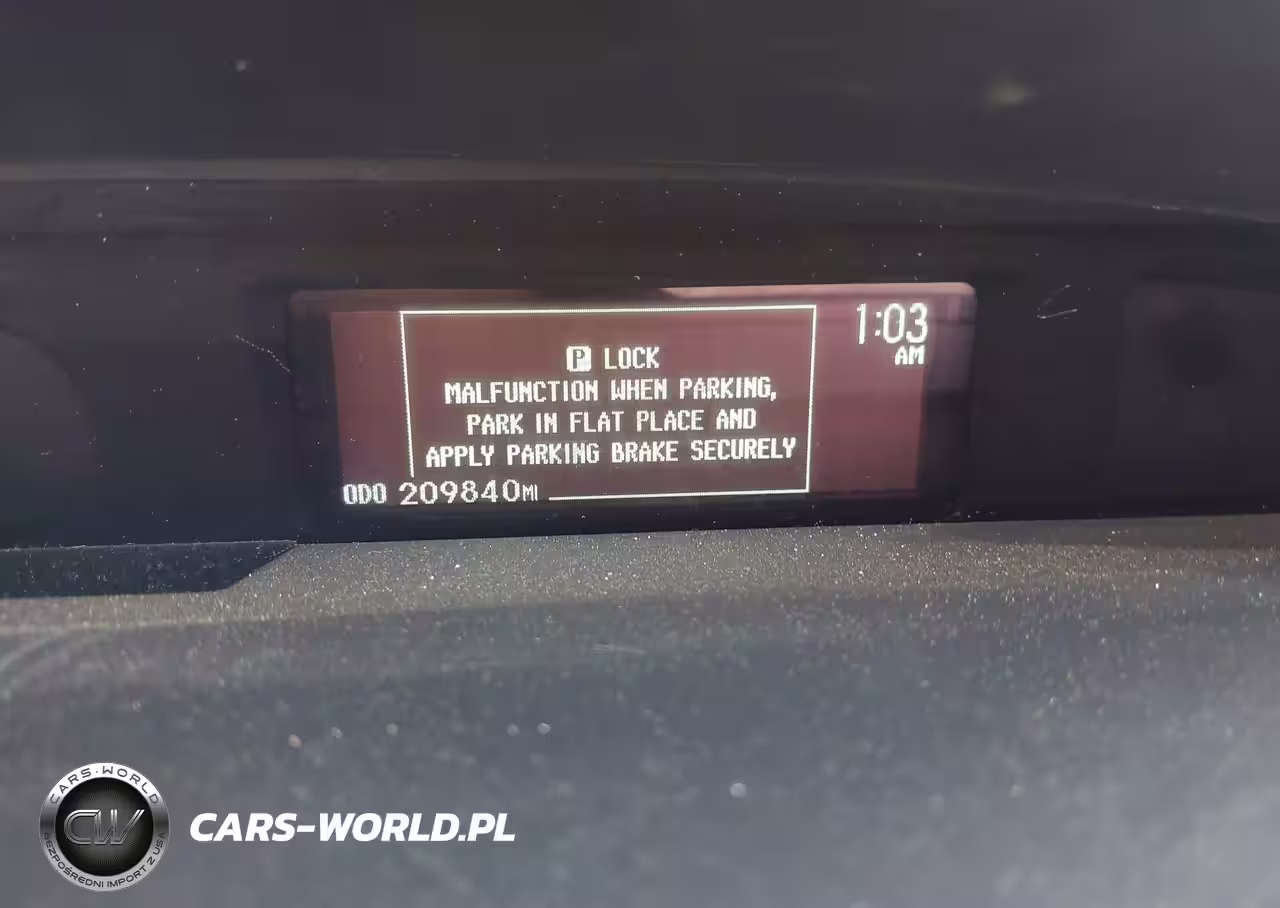 1:03
AM
P LOCK
MALFUNCTION WHEN PARKING,
PARK IN FLAT PLACE AND
APPLY PARKING BRAKE SECURELY
ODO 209840MI
CARS-WORLD
CW
BEZPOŚREDNI IMPORT Z USA
CARS-WORLD.PL